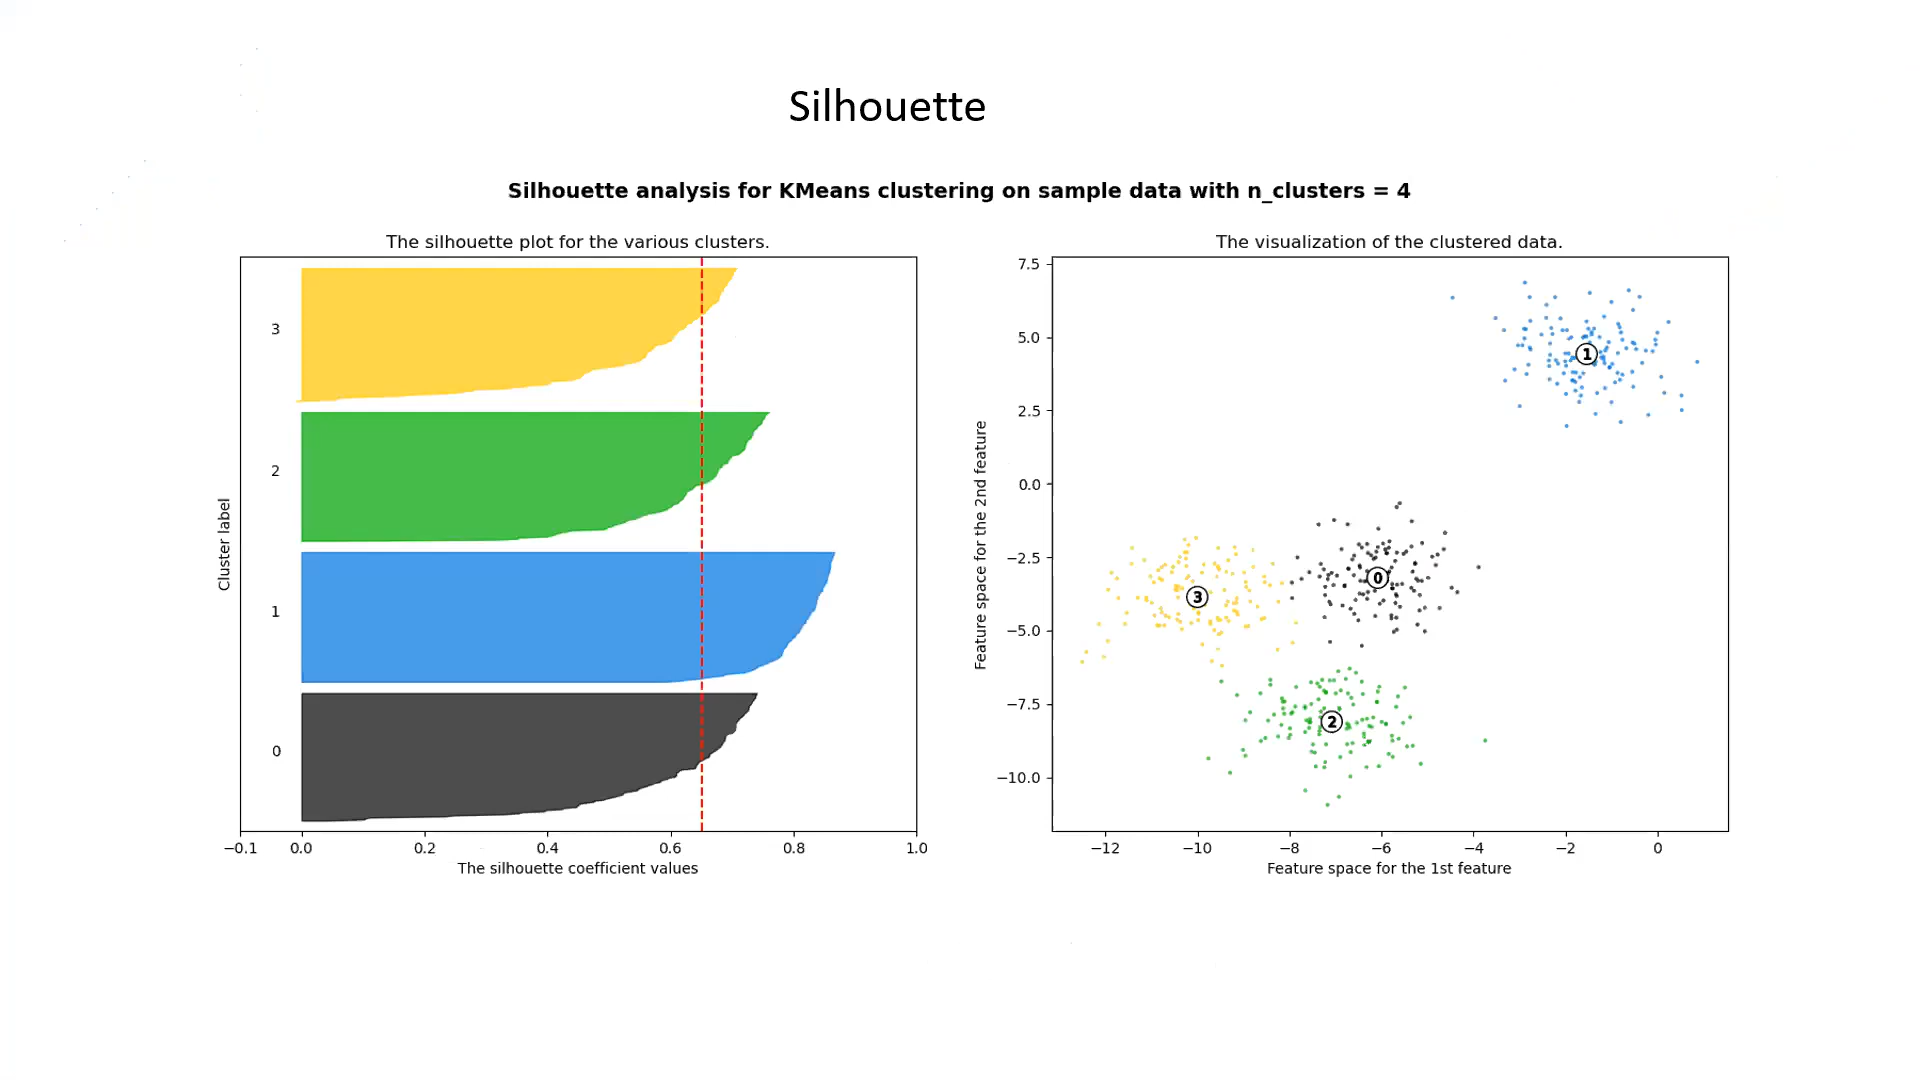 Silhouette
Silhouette analysis for KMeans clustering on sample data with n_clusters = 4
The silhouette plot for the various clusters.
3
2
1
0
Cluster label
−0.1 0.0 0.2 0.4 0.6 0.8 1.0
The silhouette coefficient values
The visualization of the clustered data.
7.5
5.0
2.5
0.0
−2.5
−5.0
−7.5
−10.0
Feature space for the 2nd feature
1
0
3
2
−12 −10 −8 −6 −4 −2 0
Feature space for the 1st feature